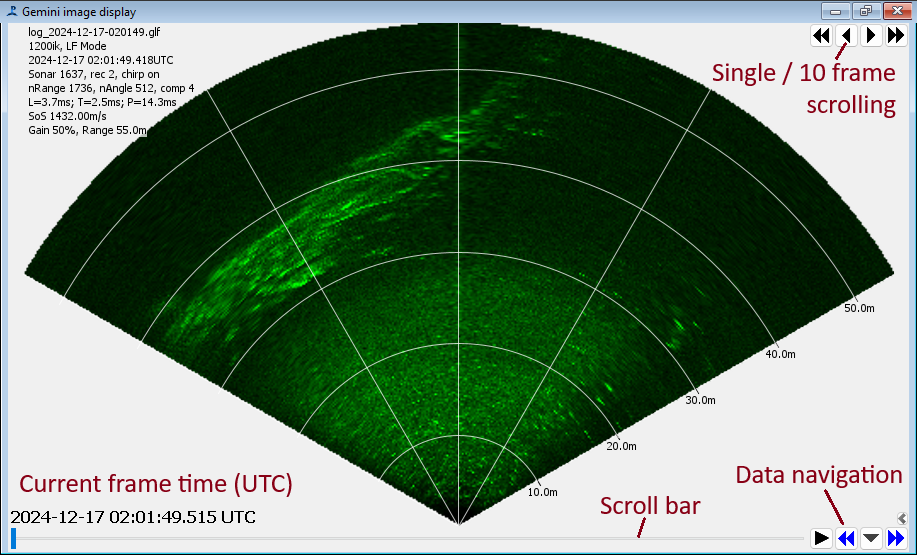 Gemini image display
log_2024-12-17-020149.glf
1200ik, LF Mode
2024-12-17 02:01:49.418UTC
Sonar 1637, rec 2, chirp on
nRange 1736, nAngle 512, comp 4
L=3.7ms; T=2.5ms; P=14.3ms
SoS 1432.00m/s
Gain 50%, Range 55.0m
Single / 10 frame
scrolling
50.0m
40.0m
30.0m
20.0m
10.0m
Current frame time (UTC)
Data navigation
Scroll bar
2024-12-17 02:01:49.515 UTC